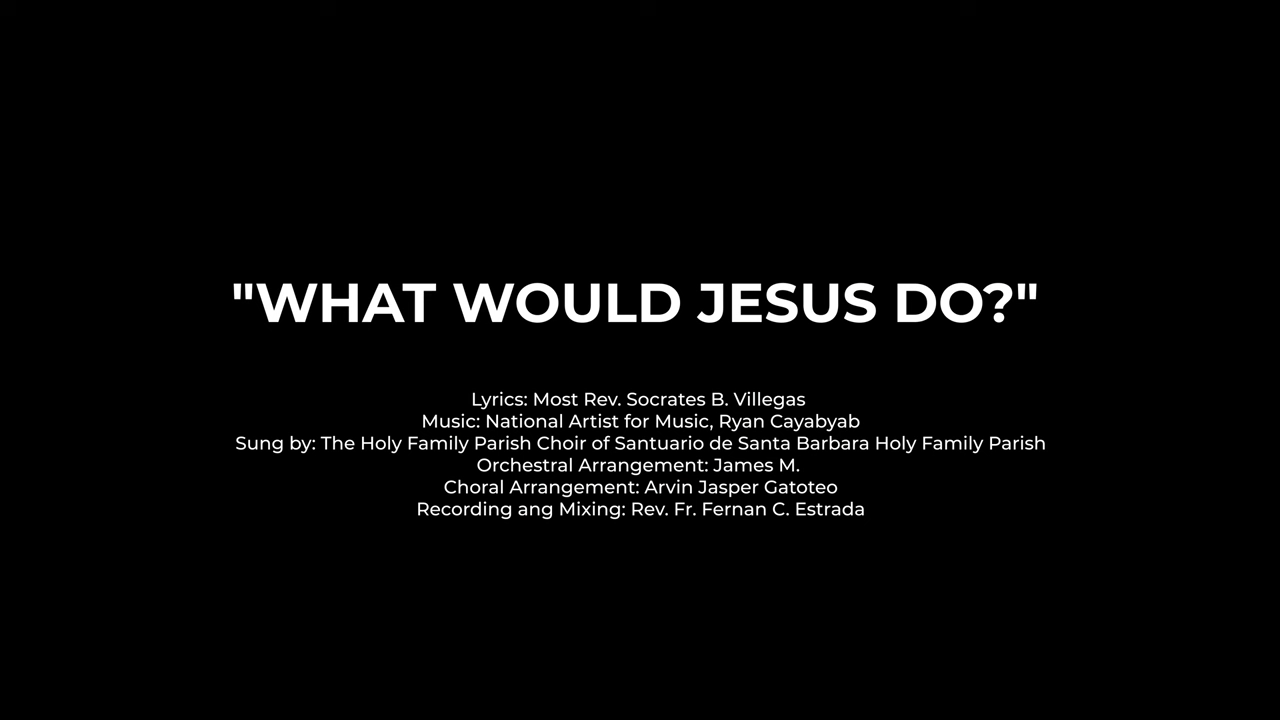 "WHAT WOULD JESUS DO?"
Lyrics: Most Rev. Socrates B. Villegas
Music: National Artist for Music, Ryan Cayabyab
Sung by: The Holy Family Parish Choir of Santuario de Santa Barbara Holy Family Parish
Orchestral Arrangement: James M.
Choral Arrangement: Arvin Jasper Gatoteo
Recording ang Mixing: Rev. Fr. Fernan C. Estrada